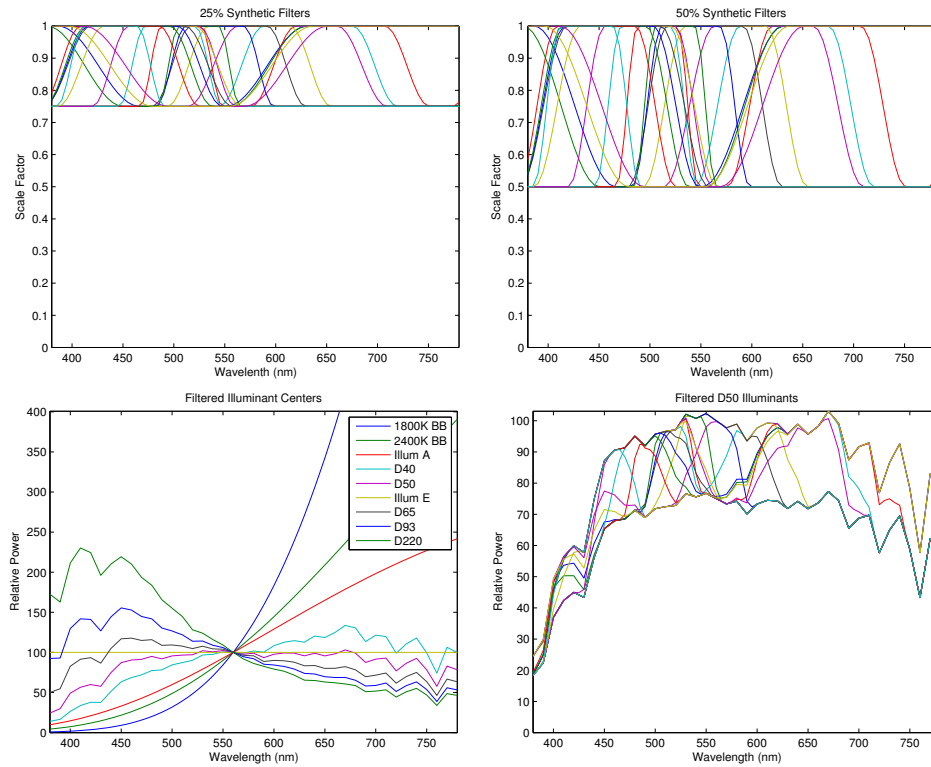 25% Synthetic Filters
1
0.9
0.8
0.7
0.6
0.5
0.4
0.3
0.2
0.1
0
Scale Factor
400 450 500 550 600 650 700 750
Wavelenth (nm)
50% Synthetic Filters
1
0.9
0.8
0.7
0.6
0.5
0.4
0.3
0.2
0.1
0
Scale Factor
400 450 500 550 600 650 700 750
Wavelenth (nm)
Filtered Illuminant Centers
400
350
300
250
200
150
100
50
0
Relative Power
1800K BB
2400K BB
Illum A
D40
D50
Illum E
D65
D93
D220
400 450 500 550 600 650 700 750
Wavelength (nm)
Filtered D50 Illuminants
100
90
80
70
60
50
40
30
20
10
0
Relative Power
400 450 500 550 600 650 700 750
Wavelength (nm)